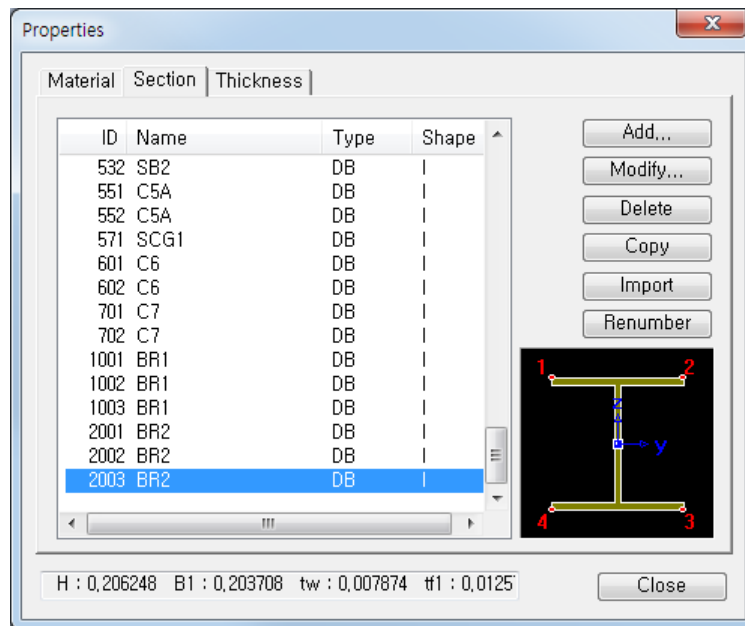 Properties
Material Section Thickness
ID Name Type Shape
532 SB2 DB I
551 C5A DB I
552 C5A DB I
571 SCG1 DB I
601 C6 DB I
602 C6 DB I
701 C7 DB I
702 C7 DB I
1001 BR1 DB I
1002 BR1 DB I
1003 BR1 DB I
2001 BR2 DB I
2002 BR2 DB I
2003 BR2 DB I
Add...
Modify...
Delete
Copy
Import
Renumber
1 2
z
y
4 3
H : 0,206248 B1 : 0,203708 tw : 0,007874 tf1 : 0,0125
Close